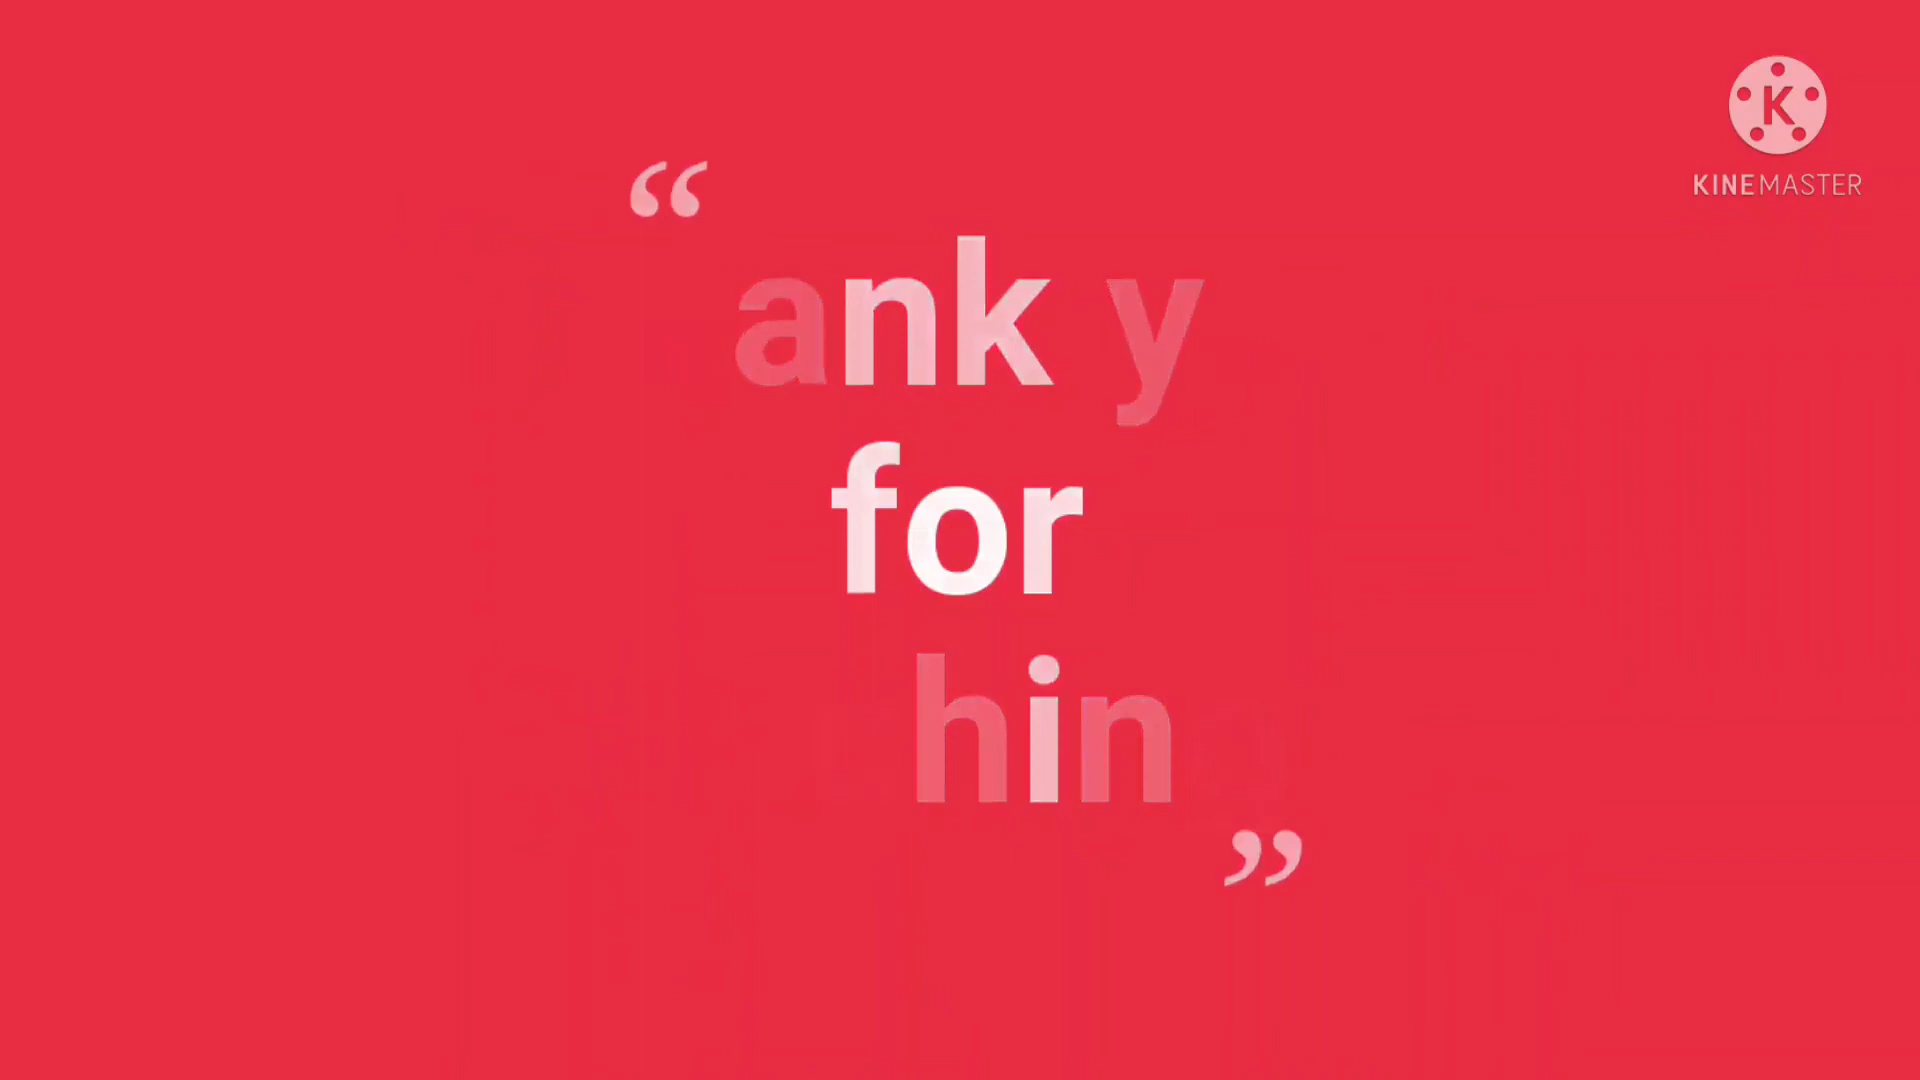 KINEMASTER
“
ank y
for
hin
”